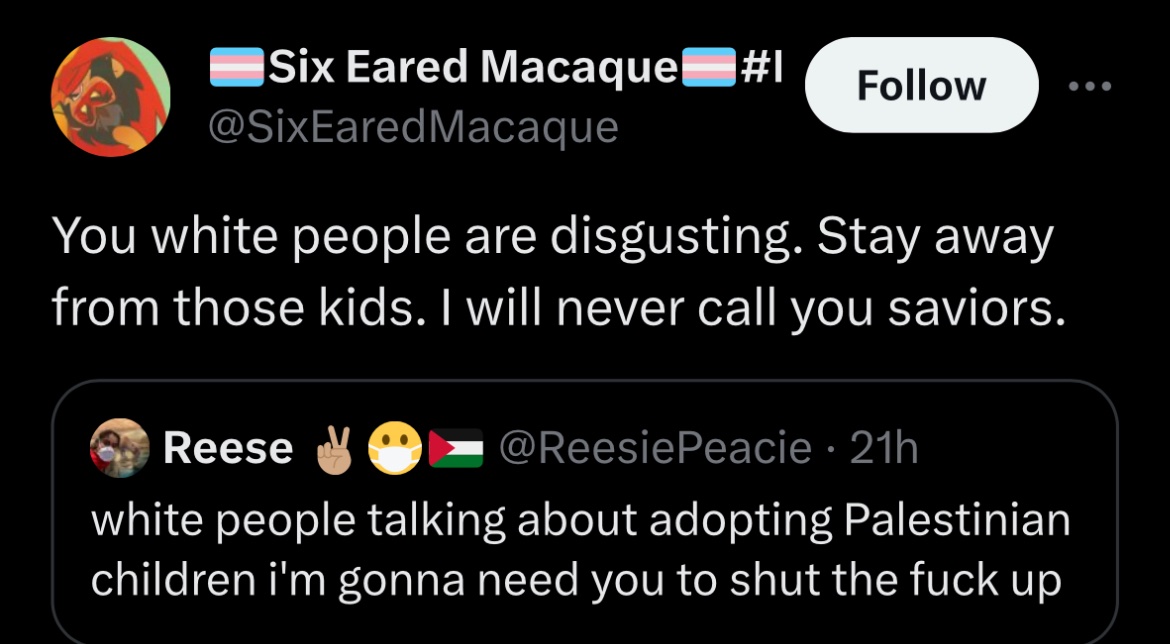 🏳️‍⚧️Six Eared Macaque🏳️‍⚧️#I
Follow
@SixEaredMacaque
You white people are disgusting. Stay away
from those kids. I will never call you saviors.
Reese ✌🏽😷🇵🇸 @ReesiePeacie · 21h
white people talking about adopting Palestinian
children i'm gonna need you to shut the fuck up